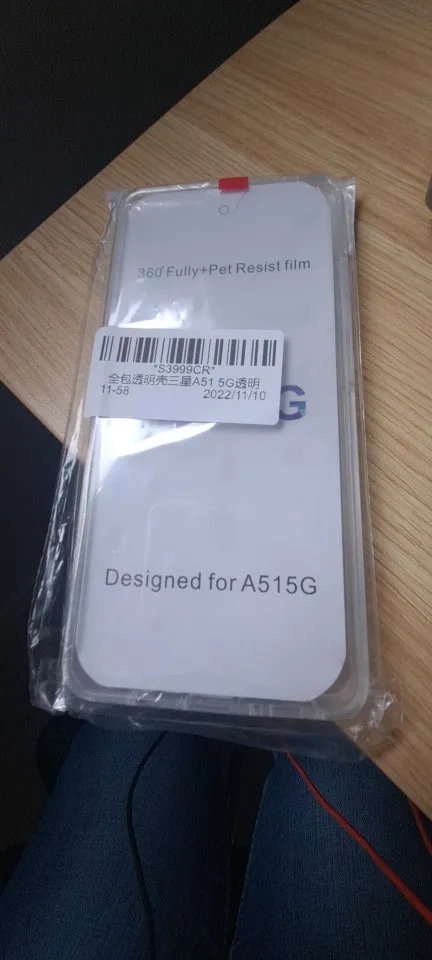 360°Fully+Pet Resist film
*S3999CR*
全包透明壳三星A51 5G透明
11-58 2022/11/10
G
Designed for A515G